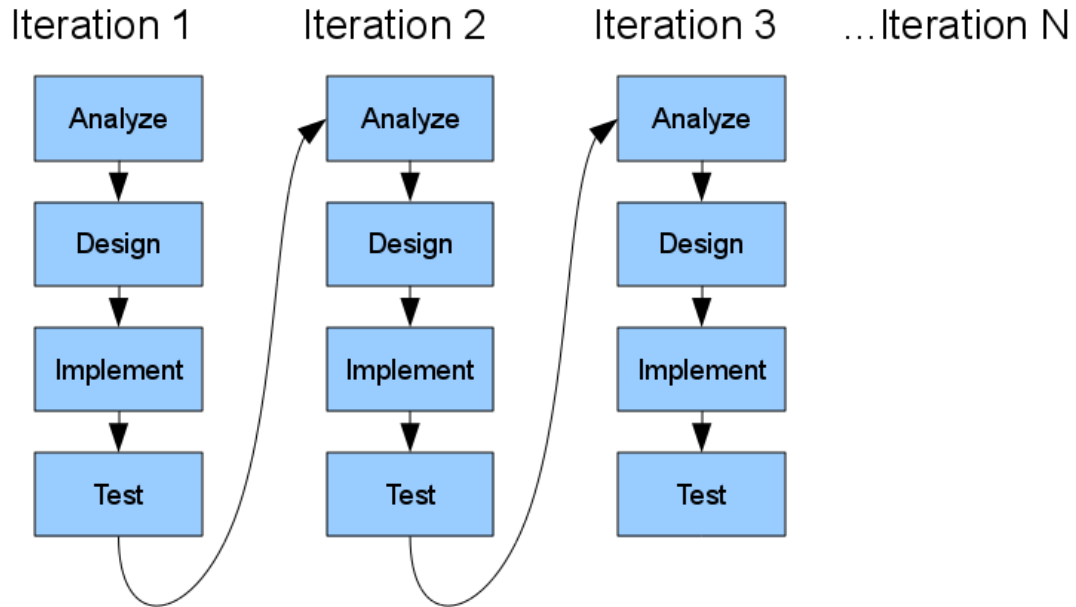 Iteration 1
Iteration 2
Iteration 3
...Iteration N
Analyze
Analyze
Analyze
Design
Design
Design
Implement
Implement
Implement
Test
Test
Test